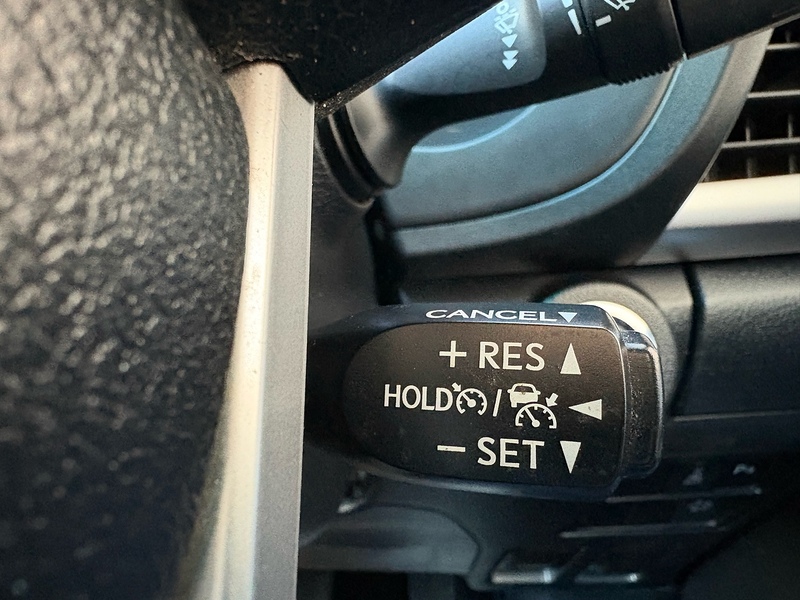 CANCEL▼
+ RES ▲
HOLD / ◀
− SET ▼